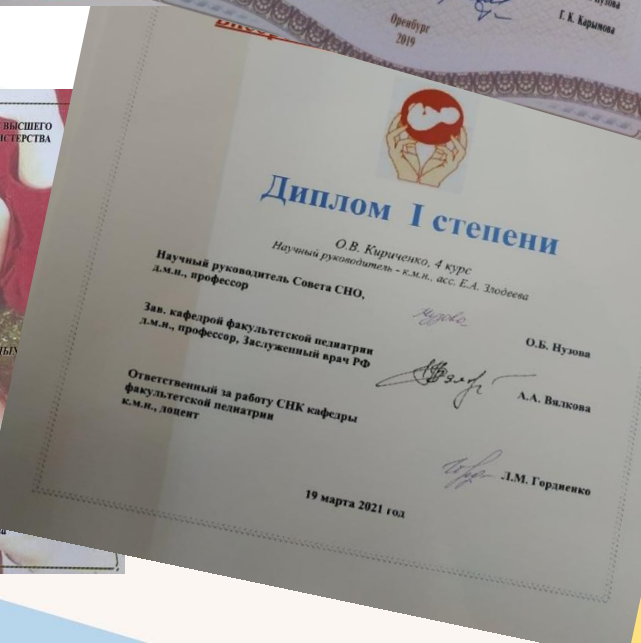 Оренбург
2019
Г. К. Карымова
ВЫСШЕГО
Диплом I степени
О.В. Кириченко, 4 курс
Научный руководитель - к.м.н., асс. Е.А. Злодеева
Научный руководитель Совета СНО,
д.м.н., профессор
О.Б. Нузова
Зав. кафедрой факультетской педиатрии
д.м.н., профессор, Заслуженный врач РФ
А.А. Вялкова
Ответственный за работу СНК кафедры
факультетской педиатрии
к.м.н., доцент
Л.М. Гордиенко
19 марта 2021 год